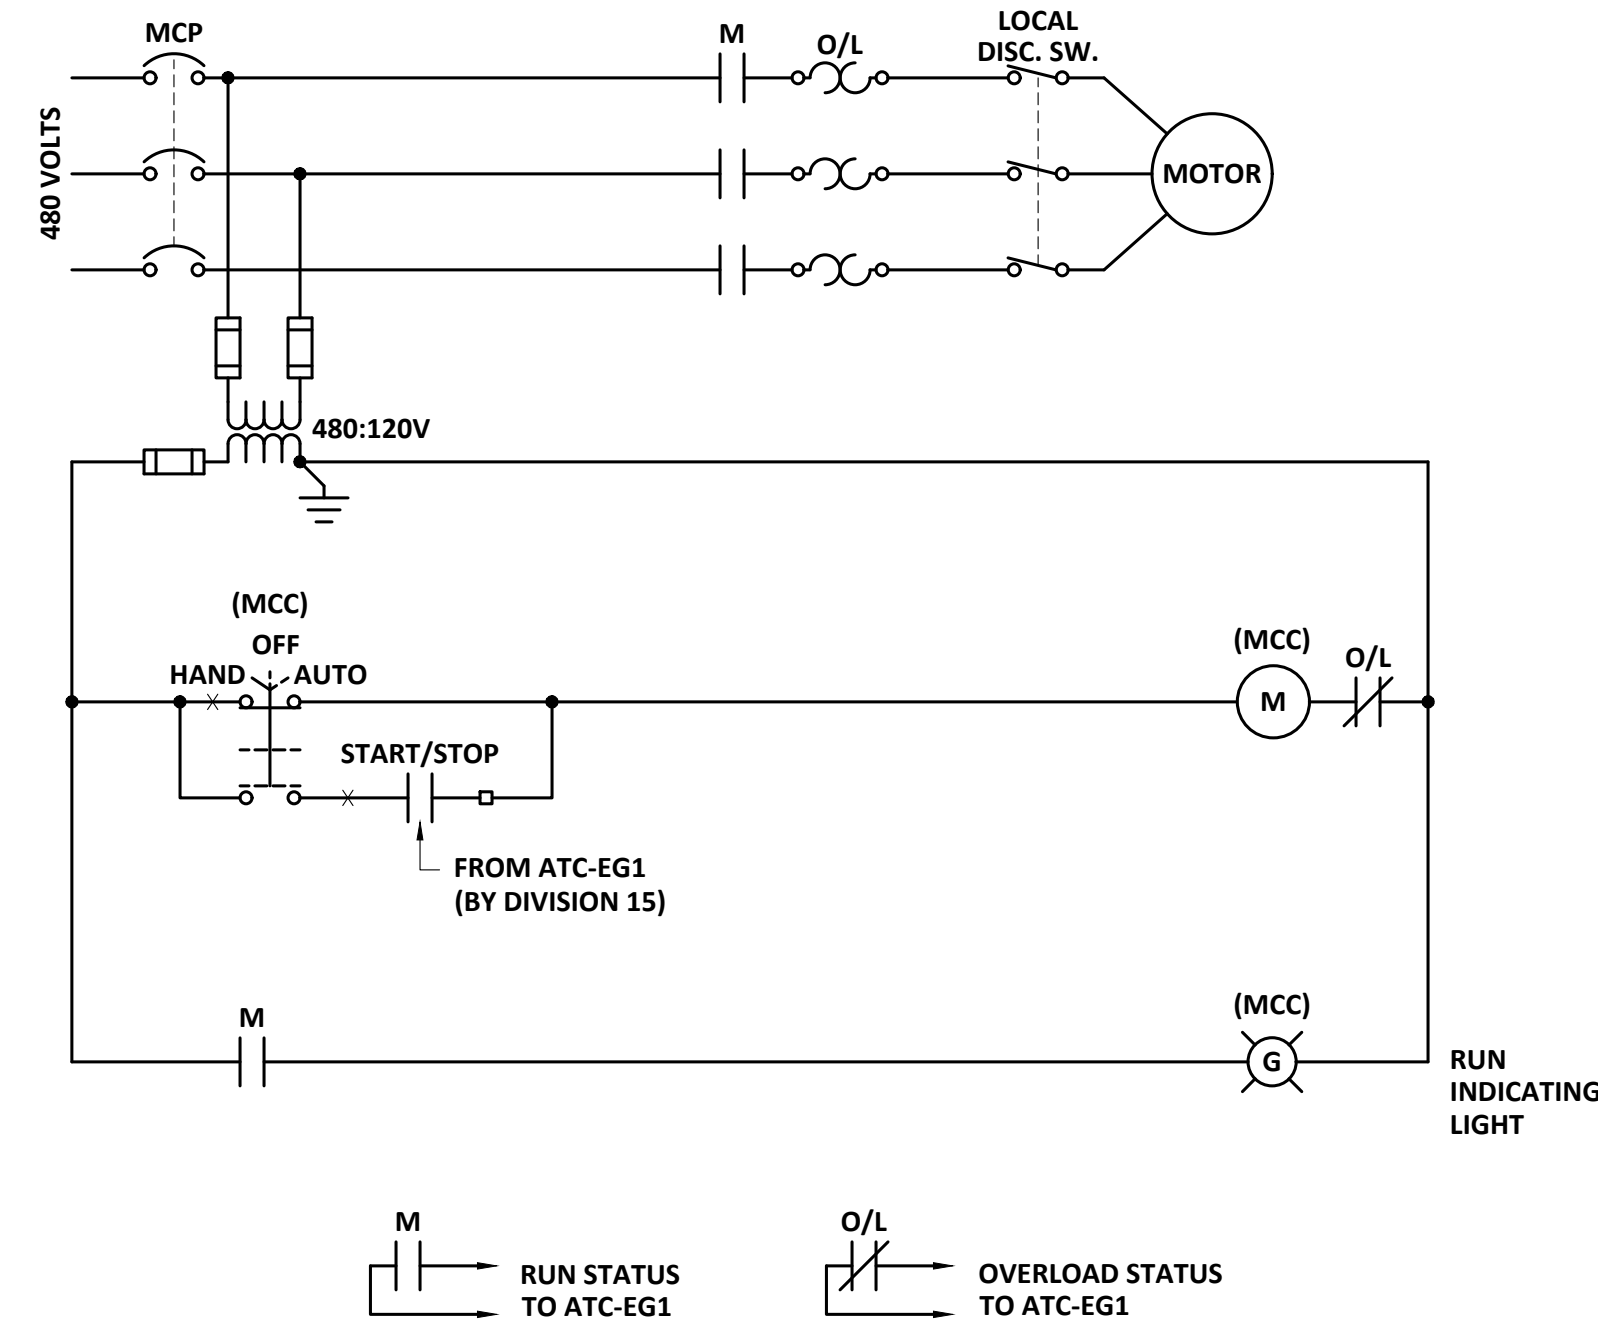 MCP
M
O/L
LOCAL
DISC. SW.
480 VOLTS
MOTOR
480:120V
(MCC)
OFF
HAND
AUTO
START/STOP
FROM ATC-EG1
(BY DIVISION 15)
(MCC)
M
O/L
M
(MCC)
G
RUN
INDICATING
LIGHT
M
RUN STATUS
TO ATC-EG1
O/L
OVERLOAD STATUS
TO ATC-EG1